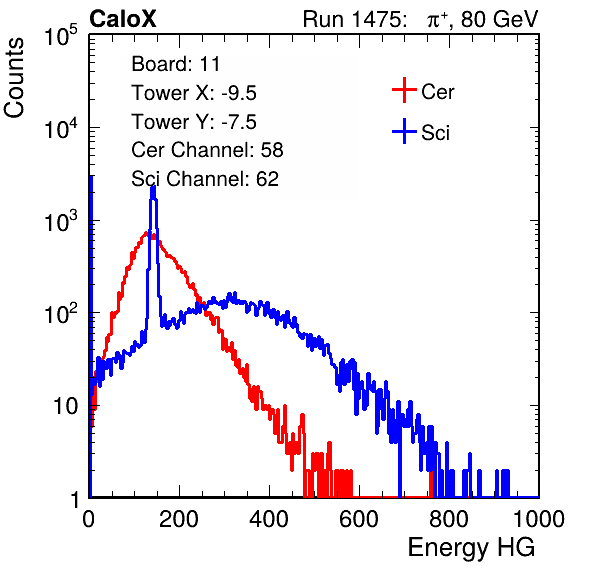 CaloX Run 1475: π⁺, 80 GeV
Counts
Board: 11
Tower X: -9.5
Tower Y: -7.5
Cer Channel: 58
Sci Channel: 62
Cer
Sci
10⁵
10⁴
10³
10²
10
1
0 200 400 600 800 1000
Energy HG